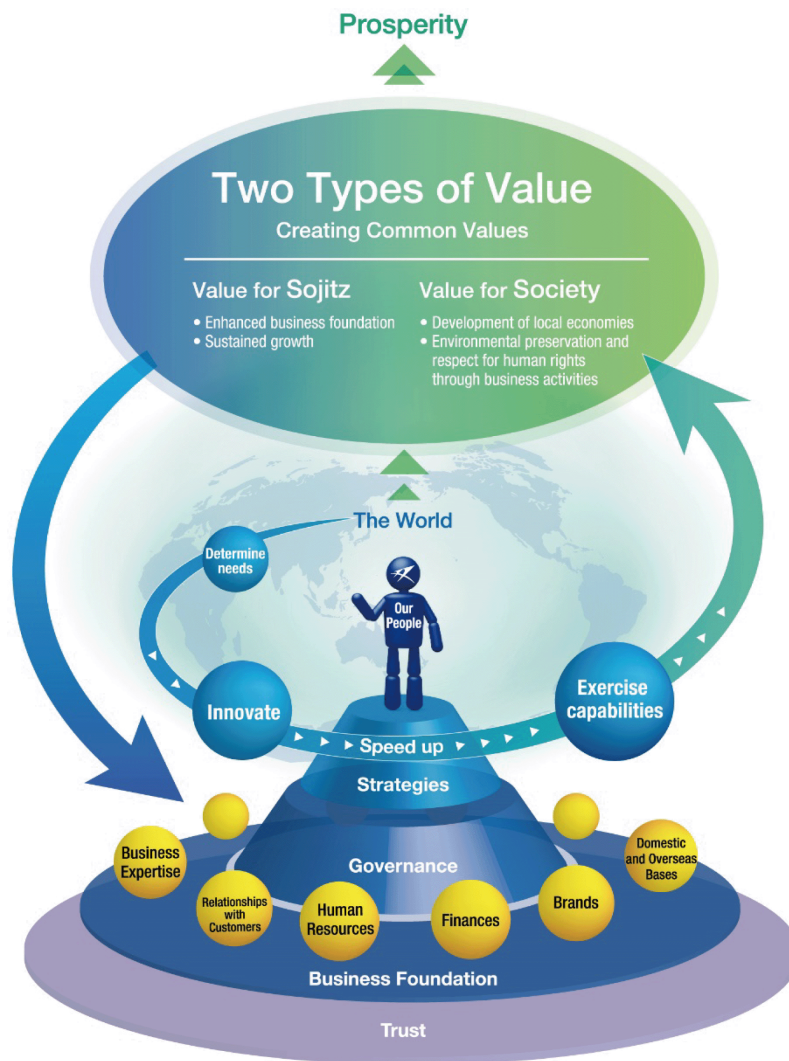 Prosperity
Two Types of Value
Creating Common Values
Value for Sojitz
• Enhanced business foundation
• Sustained growth
Value for Society
• Development of local economies
• Environmental preservation and
respect for human rights
through business activities
The World
Determine
needs
Our
People
Innovate
Exercise
capabilities
Speed up
Strategies
Governance
Business
Expertise
Relationships
with
Customers
Human
Resources
Finances
Brands
Domestic
and Overseas
Bases
Business Foundation
Trust